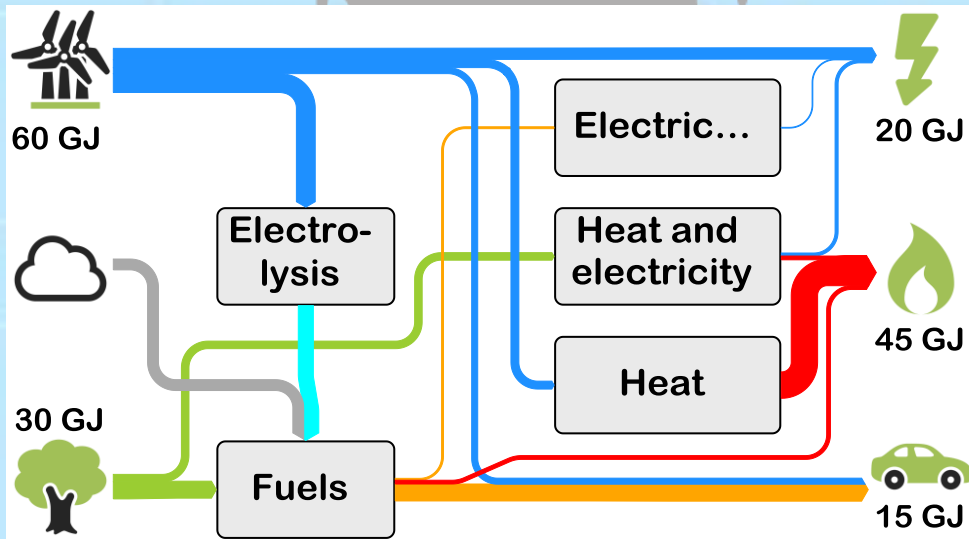 60 GJ
Electric...
20 GJ
Electro-
lysis
Heat and
electricity
45 GJ
Heat
30 GJ
Fuels
15 GJ